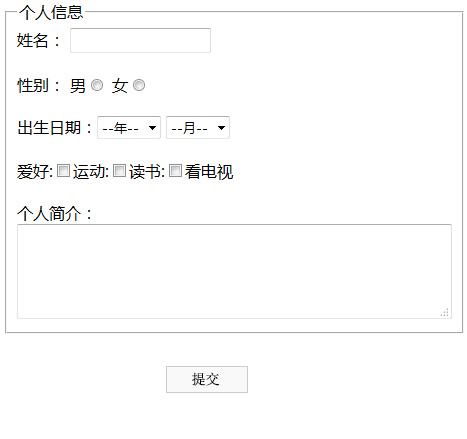 个人信息
姓名：
性别： 男 女
出生日期：--年-- --月--
爱好: 运动: 读书: 看电视
个人简介：
提交